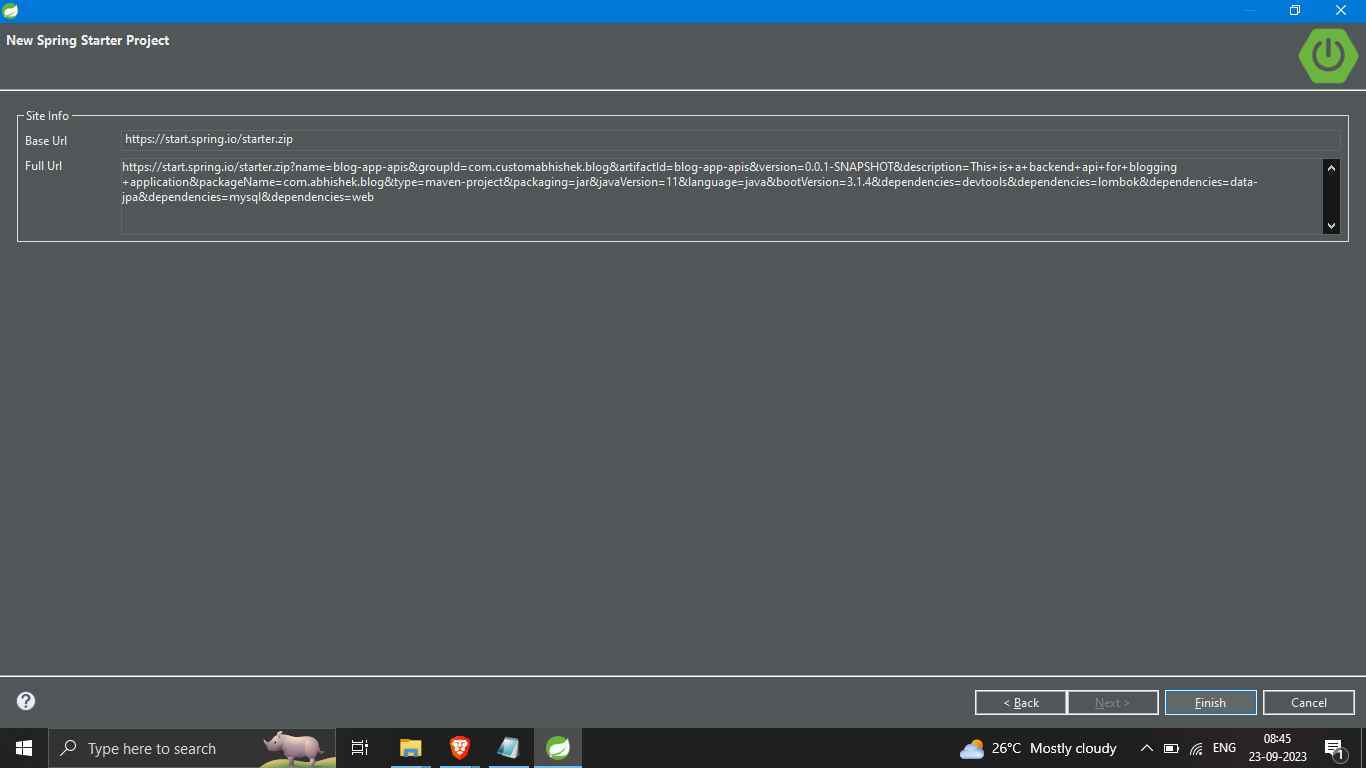 New Spring Starter Project
Site Info
Base Url
https://start.spring.io/starter.zip
Full Url
https://start.spring.io/starter.zip?name=blog-app-apis&groupId=com.customabhishek.blog&artifactId=blog-app-apis&version=0.0.1-SNAPSHOT&description=This+is+a+backend+api+for+blogging
+application&packageName=com.abhishek.blog&type=maven-project&packaging=jar&javaVersion=11&language=java&bootVersion=3.1.4&dependencies=devtools&dependencies=lombok&dependencies=data-
jpa&dependencies=mysql&dependencies=web
?
< Back
Next >
Finish
Cancel
Type here to search
26°C Mostly cloudy
ENG
08:45
23-09-2023
1